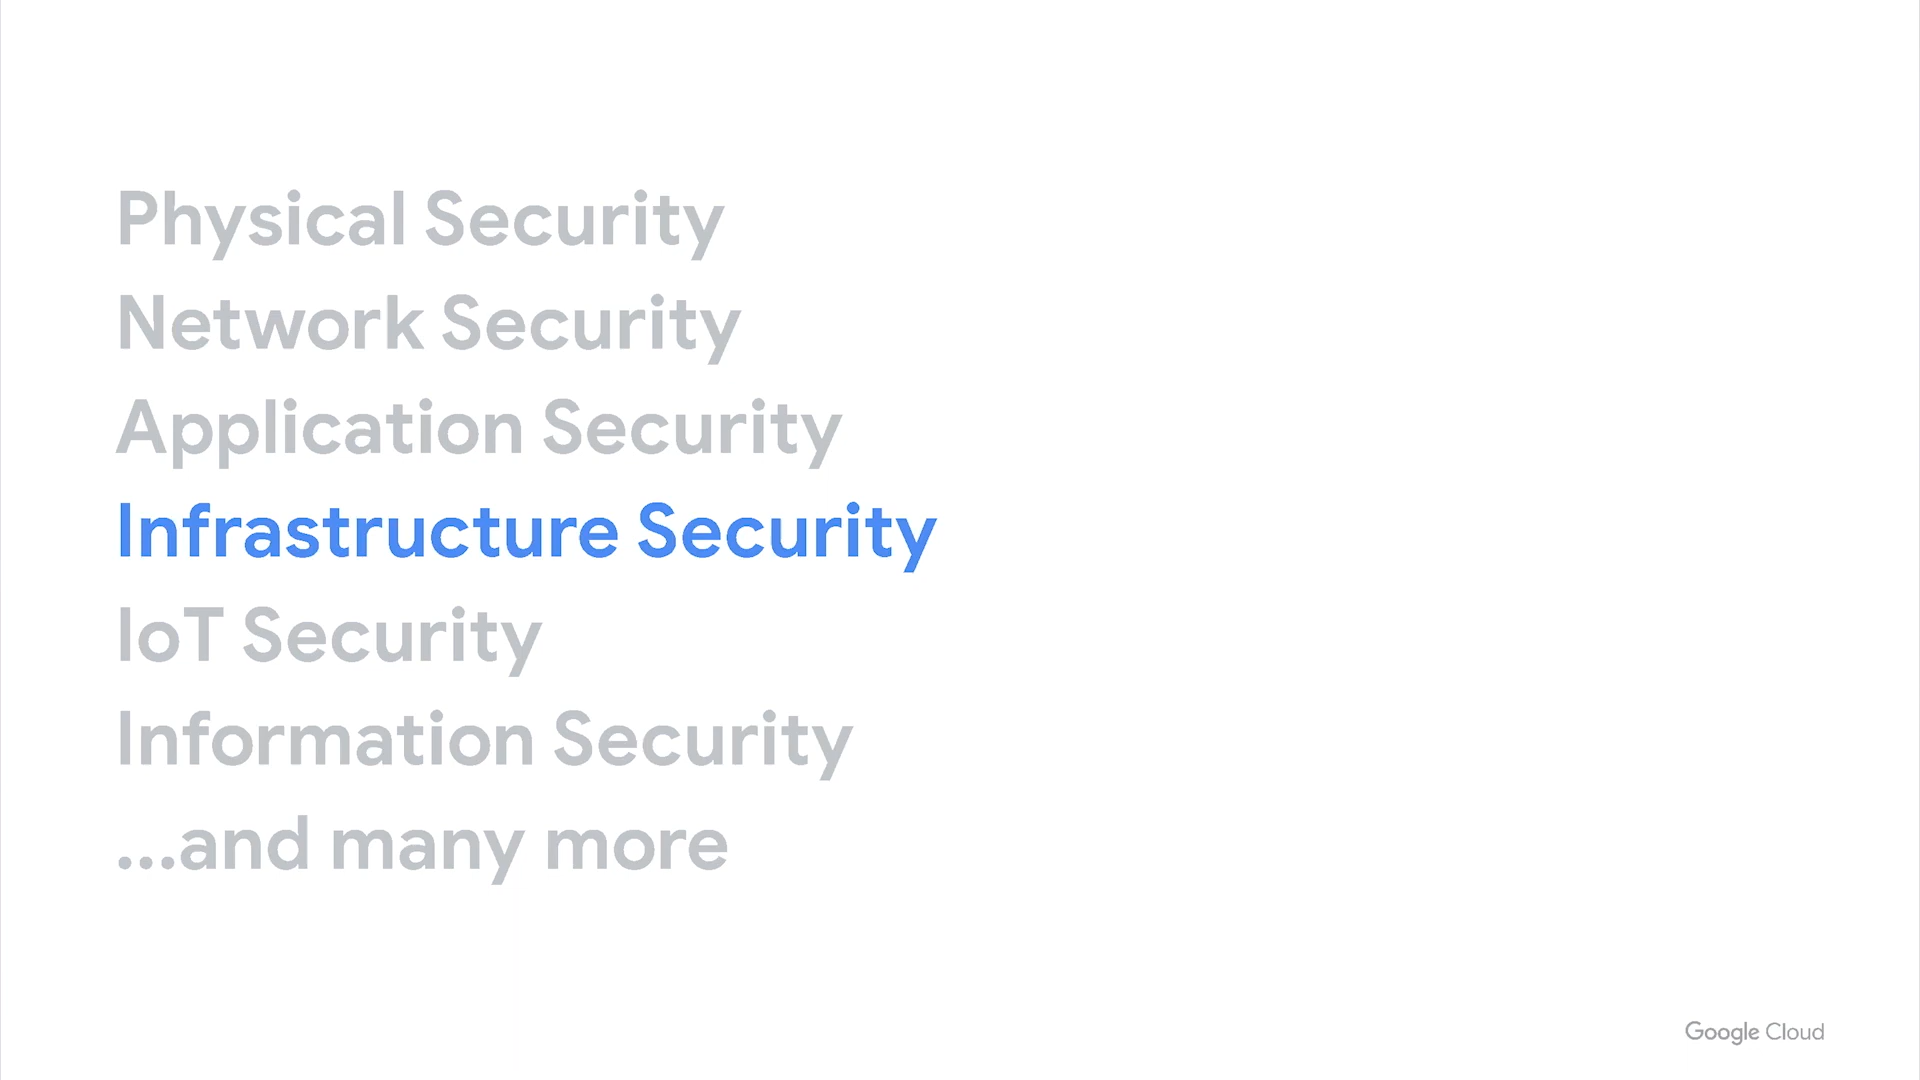 Physical Security
Network Security
Application Security
Infrastructure Security
IoT Security
Information Security
...and many more
Google Cloud